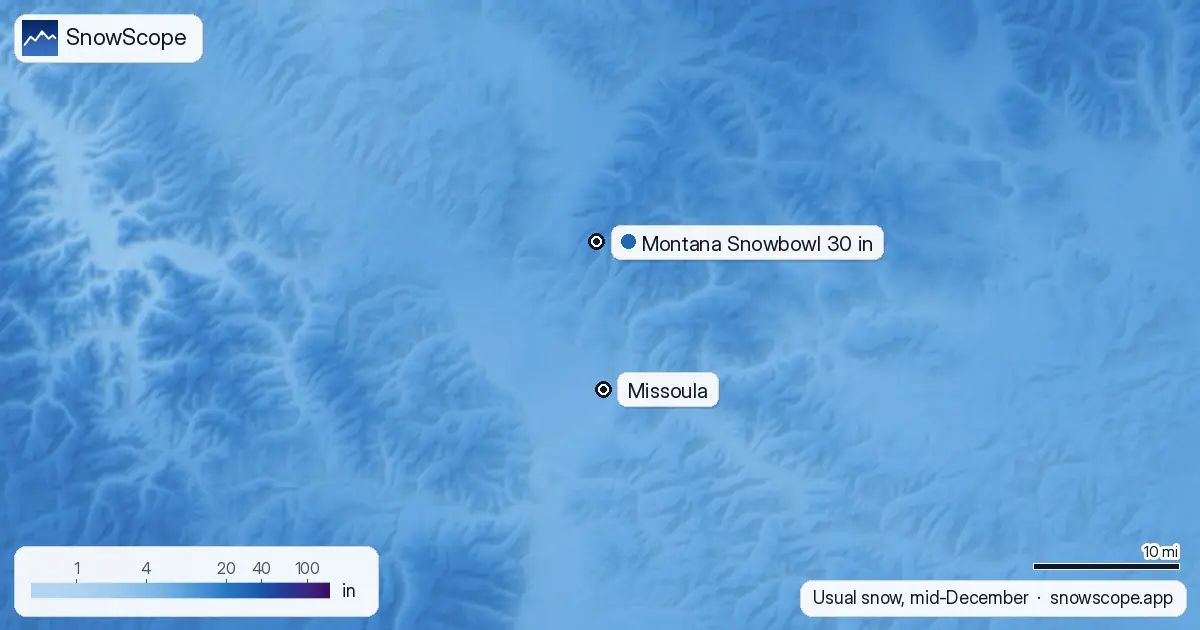 SnowScope
Montana Snowbowl 30 in
Missoula
1 4 20 40 100
in
10 mi
Usual snow, mid-December · snowscope.app